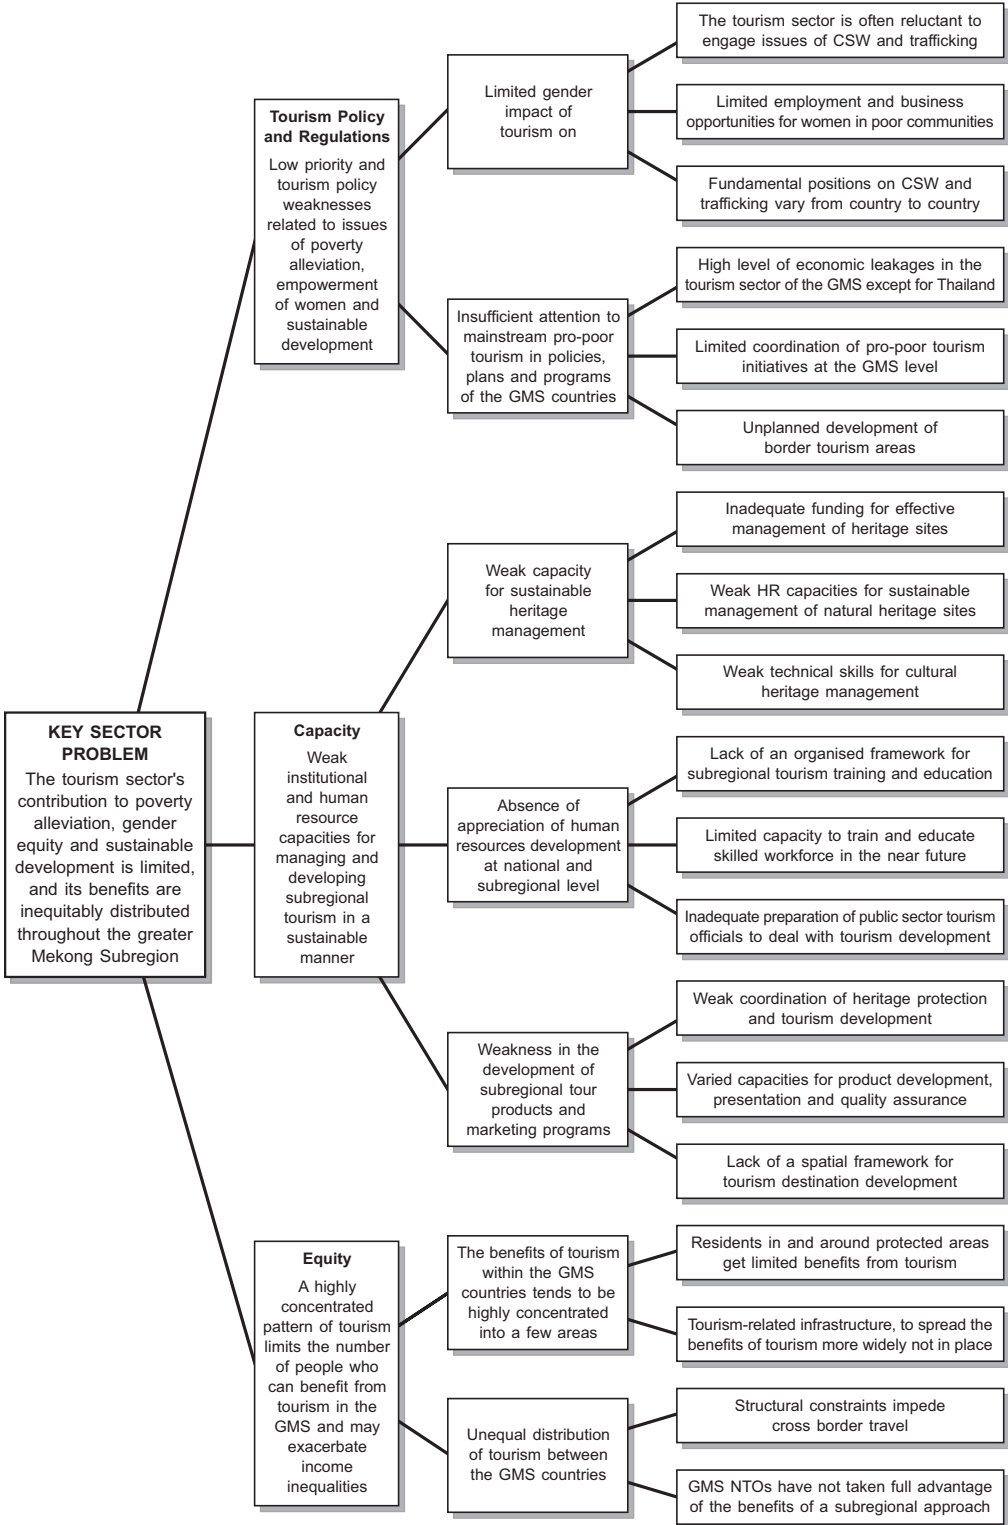 KEY SECTOR
PROBLEM
The tourism sector's
contribution to poverty
alleviation, gender
equity and sustainable
development is limited,
and its benefits are
inequitably distributed
throughout the greater
Mekong Subregion
Tourism Policy
and Regulations
Low priority and
tourism policy
weaknesses
related to issues
of poverty
alleviation,
empowerment
of women and
sustainable
development
Limited gender
impact of
tourism on
The tourism sector is often reluctant to
engage issues of CSW and trafficking
Limited employment and business
opportunities for women in poor communities
Fundamental positions on CSW and
trafficking vary from country to country
Insufficient attention to
mainstream pro-poor
tourism in policies,
plans and programs
of the GMS countries
High level of economic leakages in the
tourism sector of the GMS except for Thailand
Limited coordination of pro-poor tourism
initiatives at the GMS level
Unplanned development of
border tourism areas
Capacity
Weak
institutional
and human
resource
capacities for
managing and
developing
subregional
tourism in a
sustainable
manner
Weak capacity
for sustainable
heritage
management
Inadequate funding for effective
management of heritage sites
Weak HR capacities for sustainable
management of natural heritage sites
Weak technical skills for cultural
heritage management
Absence of
appreciation of human
resources development
at national and
subregional level
Lack of an organised framework for
subregional tourism training and education
Limited capacity to train and educate
skilled workforce in the near future
Inadequate preparation of public sector tourism
officials to deal with tourism development
Weakness in the
development of
subregional tour
products and
marketing programs
Weak coordination of heritage protection
and tourism development
Varied capacities for product development,
presentation and quality assurance
Lack of a spatial framework for
tourism destination development
Equity
A highly
concentrated
pattern of tourism
limits the number
of people who
can benefit from
tourism in the
GMS and may
exacerbate
income
inequalities
The benefits of tourism
within the GMS
countries tends to be
highly concentrated
into a few areas
Residents in and around protected areas
get limited benefits from tourism
Tourism-related infrastructure, to spread the
benefits of tourism more widely not in place
Unequal distribution
of tourism between
the GMS countries
Structural constraints impede
cross border travel
GMS NTOs have not taken full advantage
of the benefits of a subregional approach